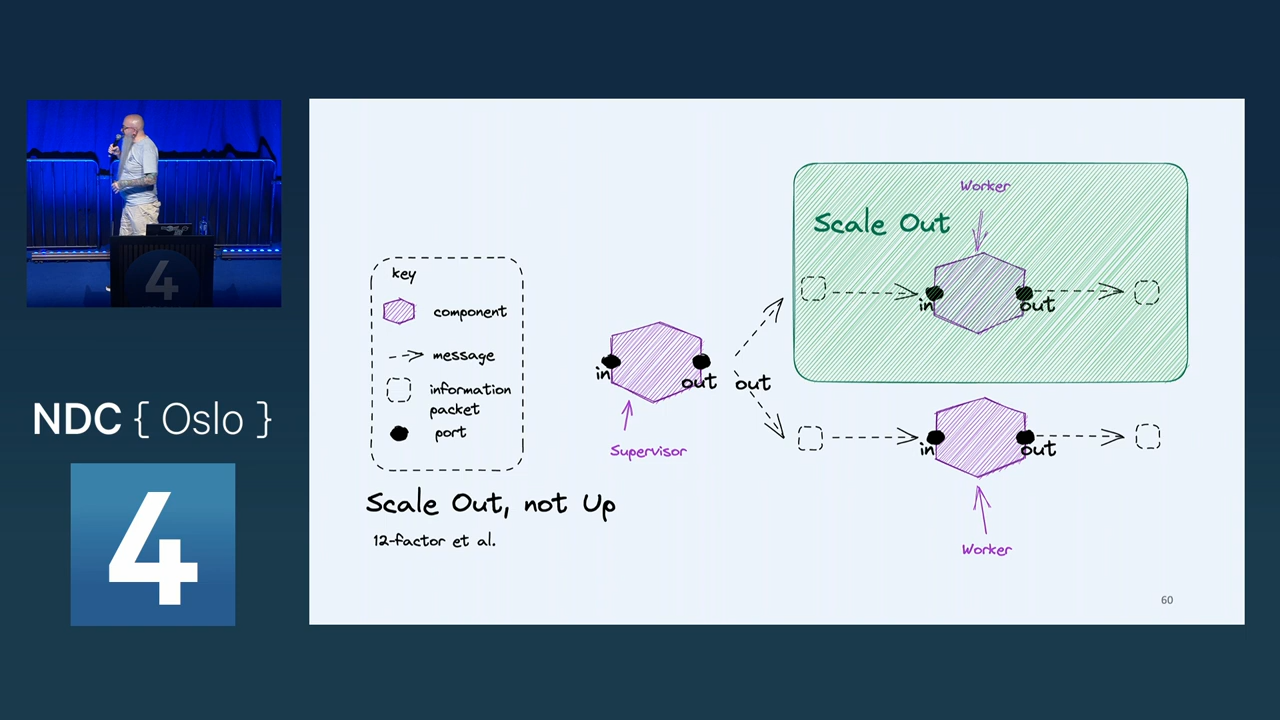 4
NDC { Oslo }
4
key
component
message
information
packet
port
Scale Out, not Up
12-factor et al.
in
out
Supervisor
out
Worker
Scale Out
in
out
in
out
Worker
60